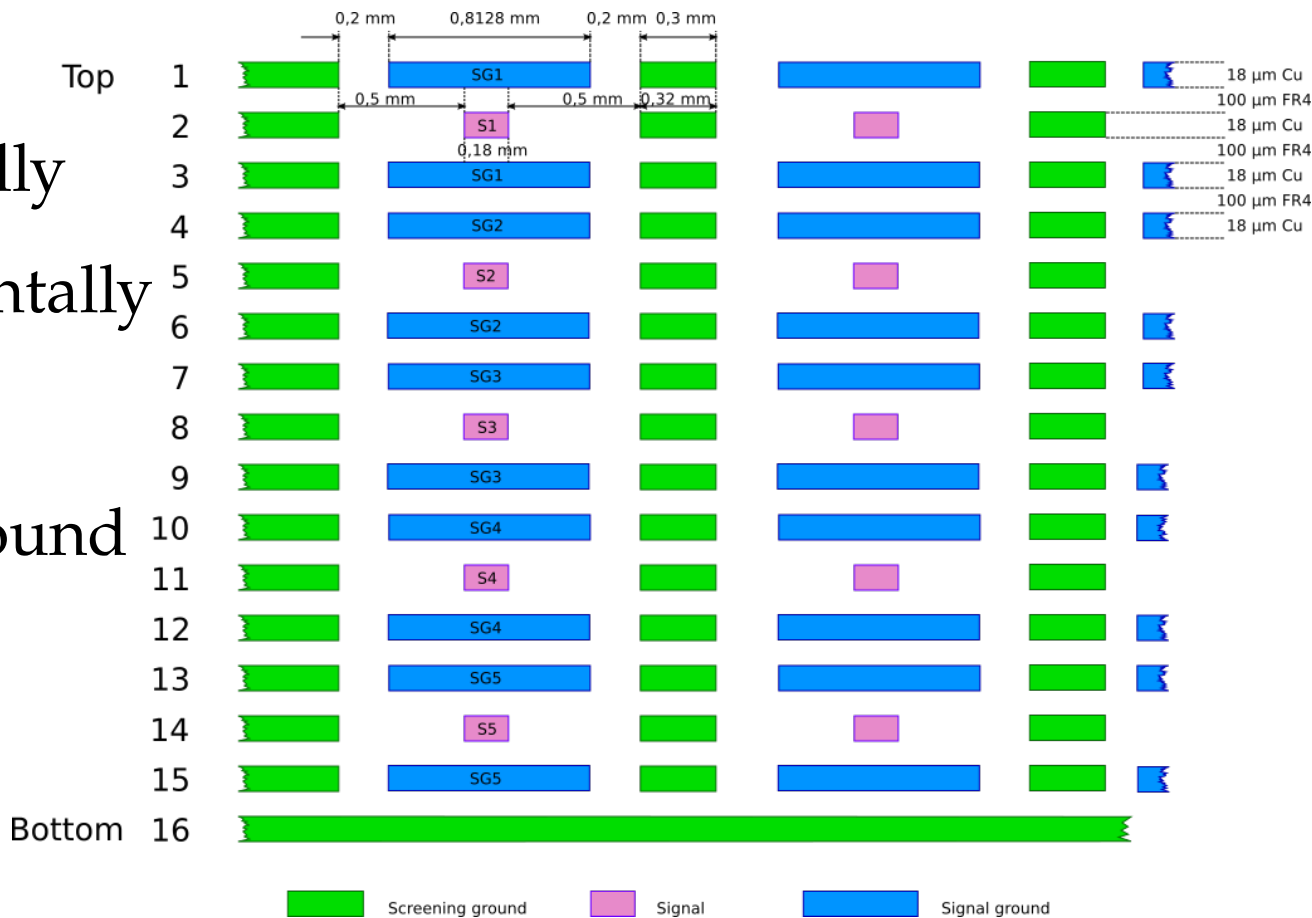 0,2 mm 0,8128 mm 0,2 mm 0,3 mm
Top 1 SG1 18 µm Cu
0,5 mm 0,5 mm 0,32 mm 100 µm FR4
2 S1 18 µm Cu
lly 0,18 mm 100 µm FR4
3 SG1 18 µm Cu
100 µm FR4
4 SG2 18 µm Cu
ntally 5 S2
6 SG2
7 SG3
8 S3
9 SG3
ound 10 SG4
11 S4
12 SG4
13 SG5
14 S5
15 SG5
Bottom 16
Screening ground Signal Signal ground